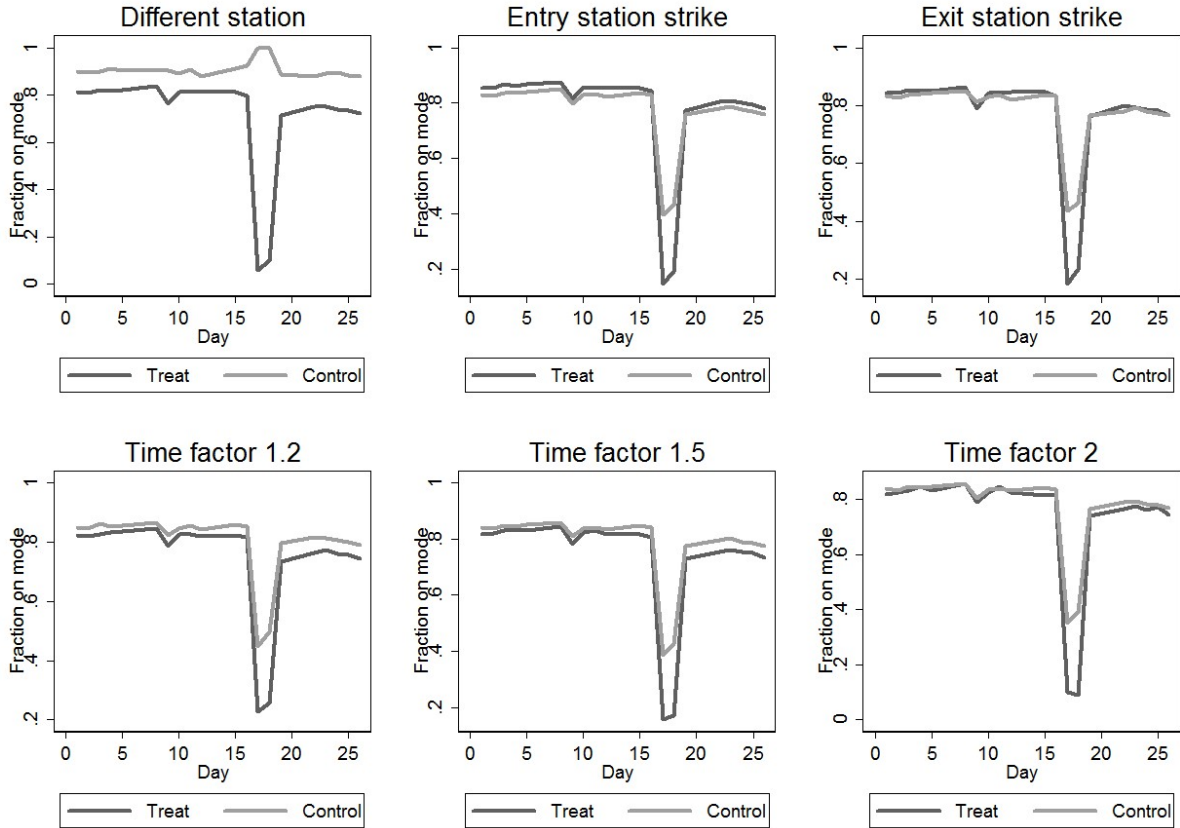 Different station
Fraction on mode
0 .2 .4 .6 .8 1
0 5 10 15 20 25
Day
Treat Control
Entry station strike
Fraction on mode
.2 .4 .6 .8 1
0 5 10 15 20 25
Day
Treat Control
Exit station strike
Fraction on mode
.2 .4 .6 .8 1
0 5 10 15 20 25
Day
Treat Control
Time factor 1.2
Fraction on mode
.2 .4 .6 .8 1
0 5 10 15 20 25
Day
Treat Control
Time factor 1.5
Fraction on mode
.2 .4 .6 .8 1
0 5 10 15 20 25
Day
Treat Control
Time factor 2
Fraction on mode
0 .2 .4 .6 .8
0 5 10 15 20 25
Day
Treat Control